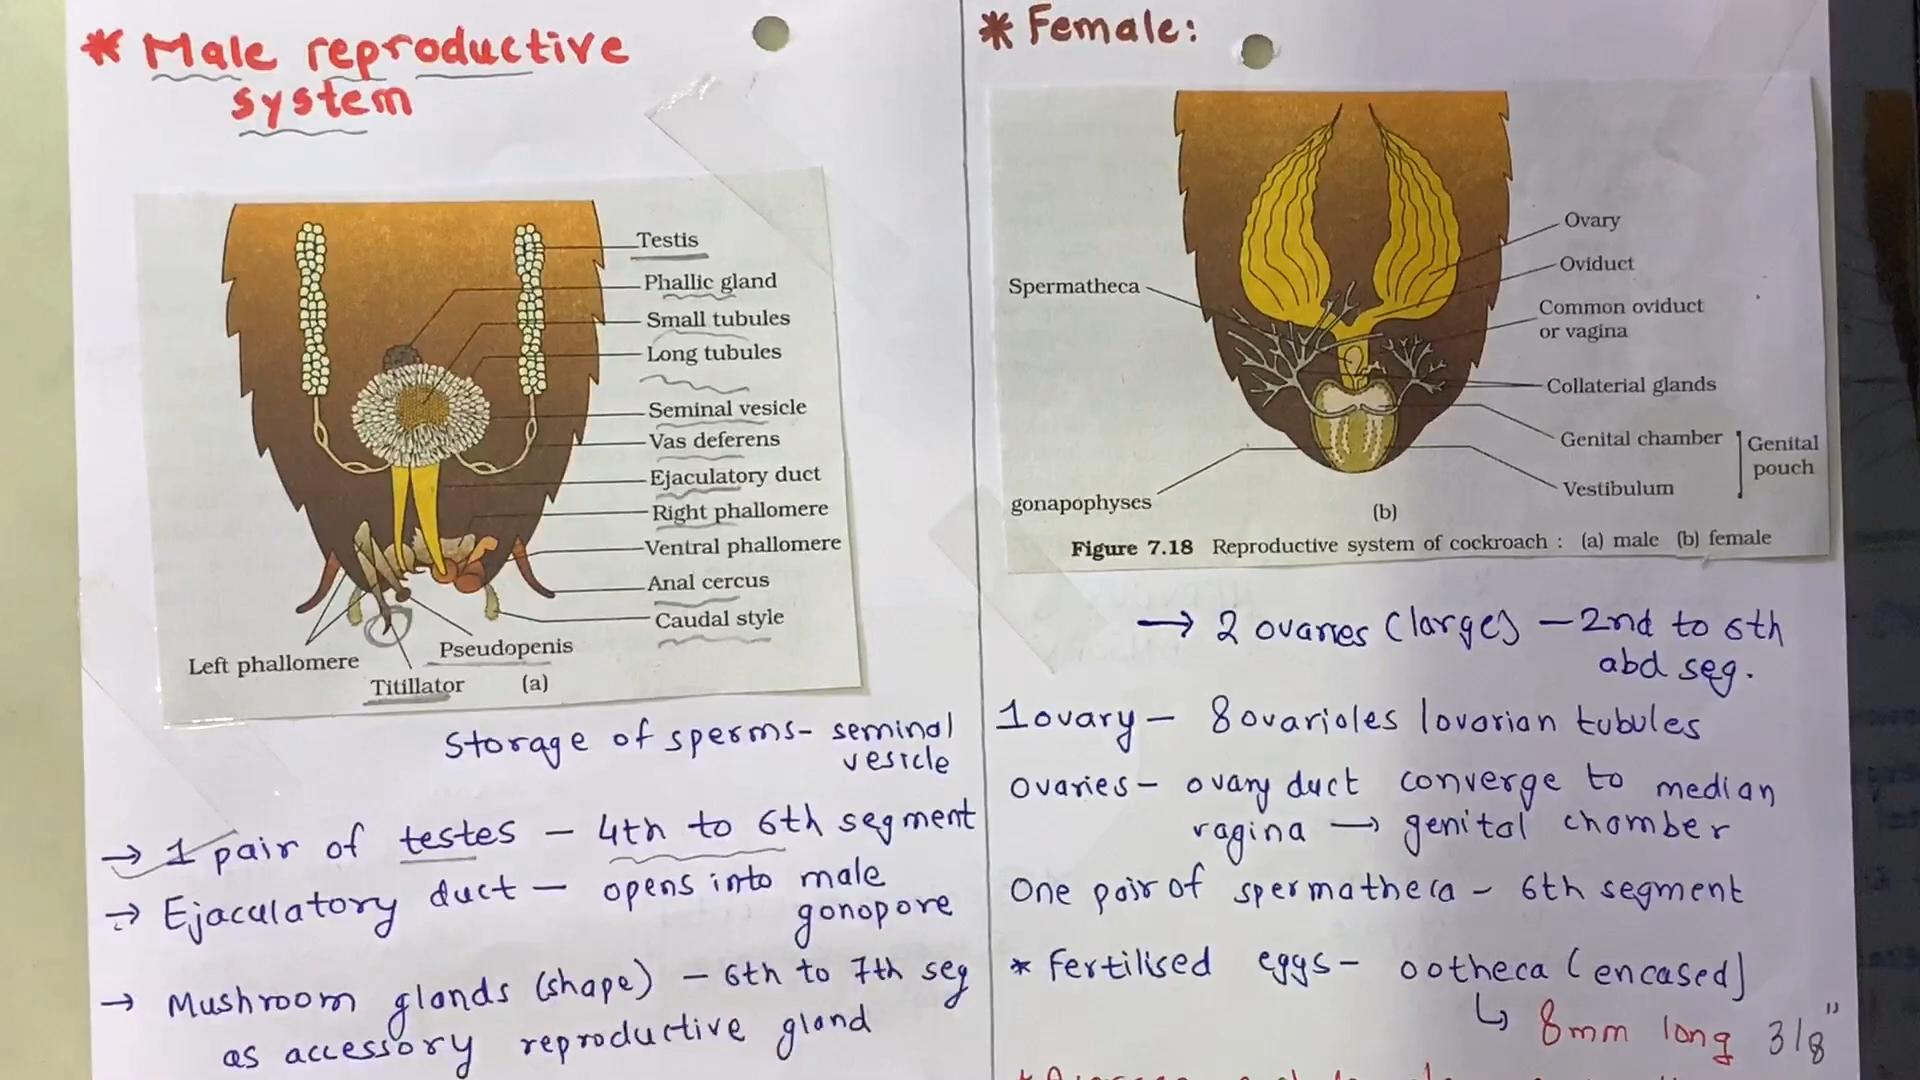 * Male reproductive
system
Testis
Phallic gland
Small tubules
Long tubules
Seminal vesicle
Vas deferens
Ejaculatory duct
Right phallomere
Ventral phallomere
Anal cercus
Caudal style
Pseudopenis
Left phallomere
Titillator
(a)
Storage of sperms- seminal
vesicle
→ 1 pair of testes – 4th to 6th segment
→ Ejaculatory duct – opens into male
gonopore
→ Mushroom glands (shape) – 6th to 7th seg
as accessory reproductive gland
* Female:
Ovary
Oviduct
Spermatheca
Common oviduct
or vagina
Collaterial glands
Genital chamber
Genital
pouch
Vestibulum
gonapophyses
(b)
Figure 7.18 Reproductive system of cockroach : (a) male (b) female
→ 2 ovaries (large) – 2nd to 6th
abd seg.
1 ovary – 8 ovarioles / ovarian tubules
ovaries – ovary duct converge to median
vagina → genital chamber
One pair of spermatheca – 6th segment
* Fertilised eggs – ootheca (encased)
↳ 8mm long 3/8"